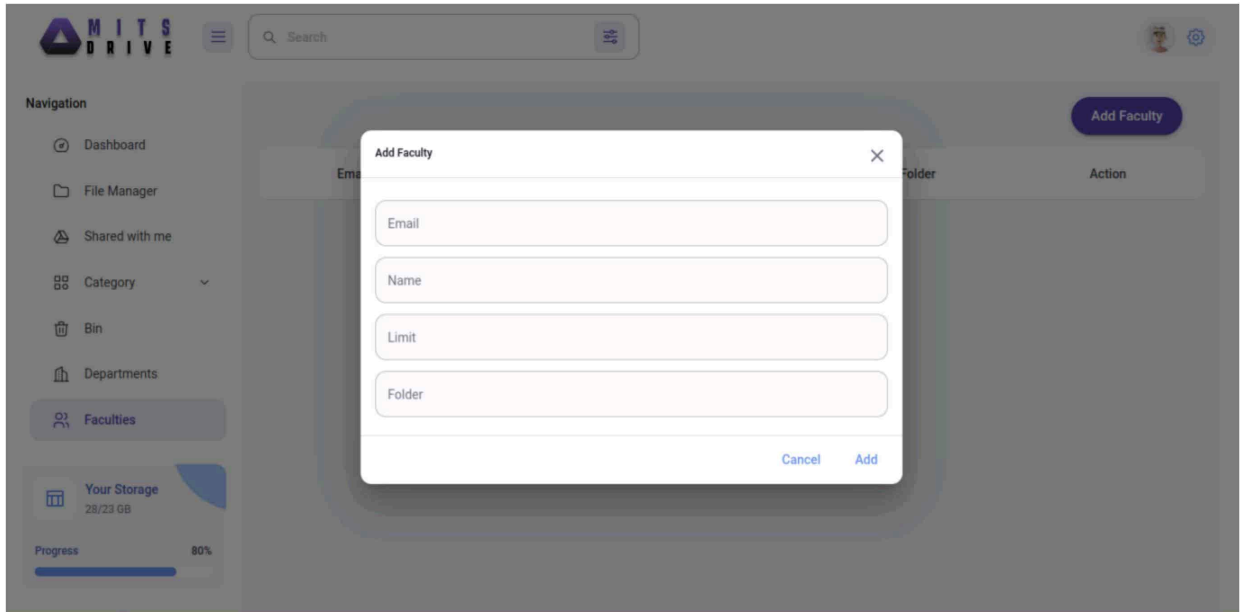 MITS
DRIVE
Search
Navigation
Dashboard
File Manager
Shared with me
Category
Bin
Departments
Faculties
Your Storage
28/23 GB
Progress 80%
Add Faculty
Folder Action
Add Faculty
Email
Name
Limit
Folder
Cancel Add